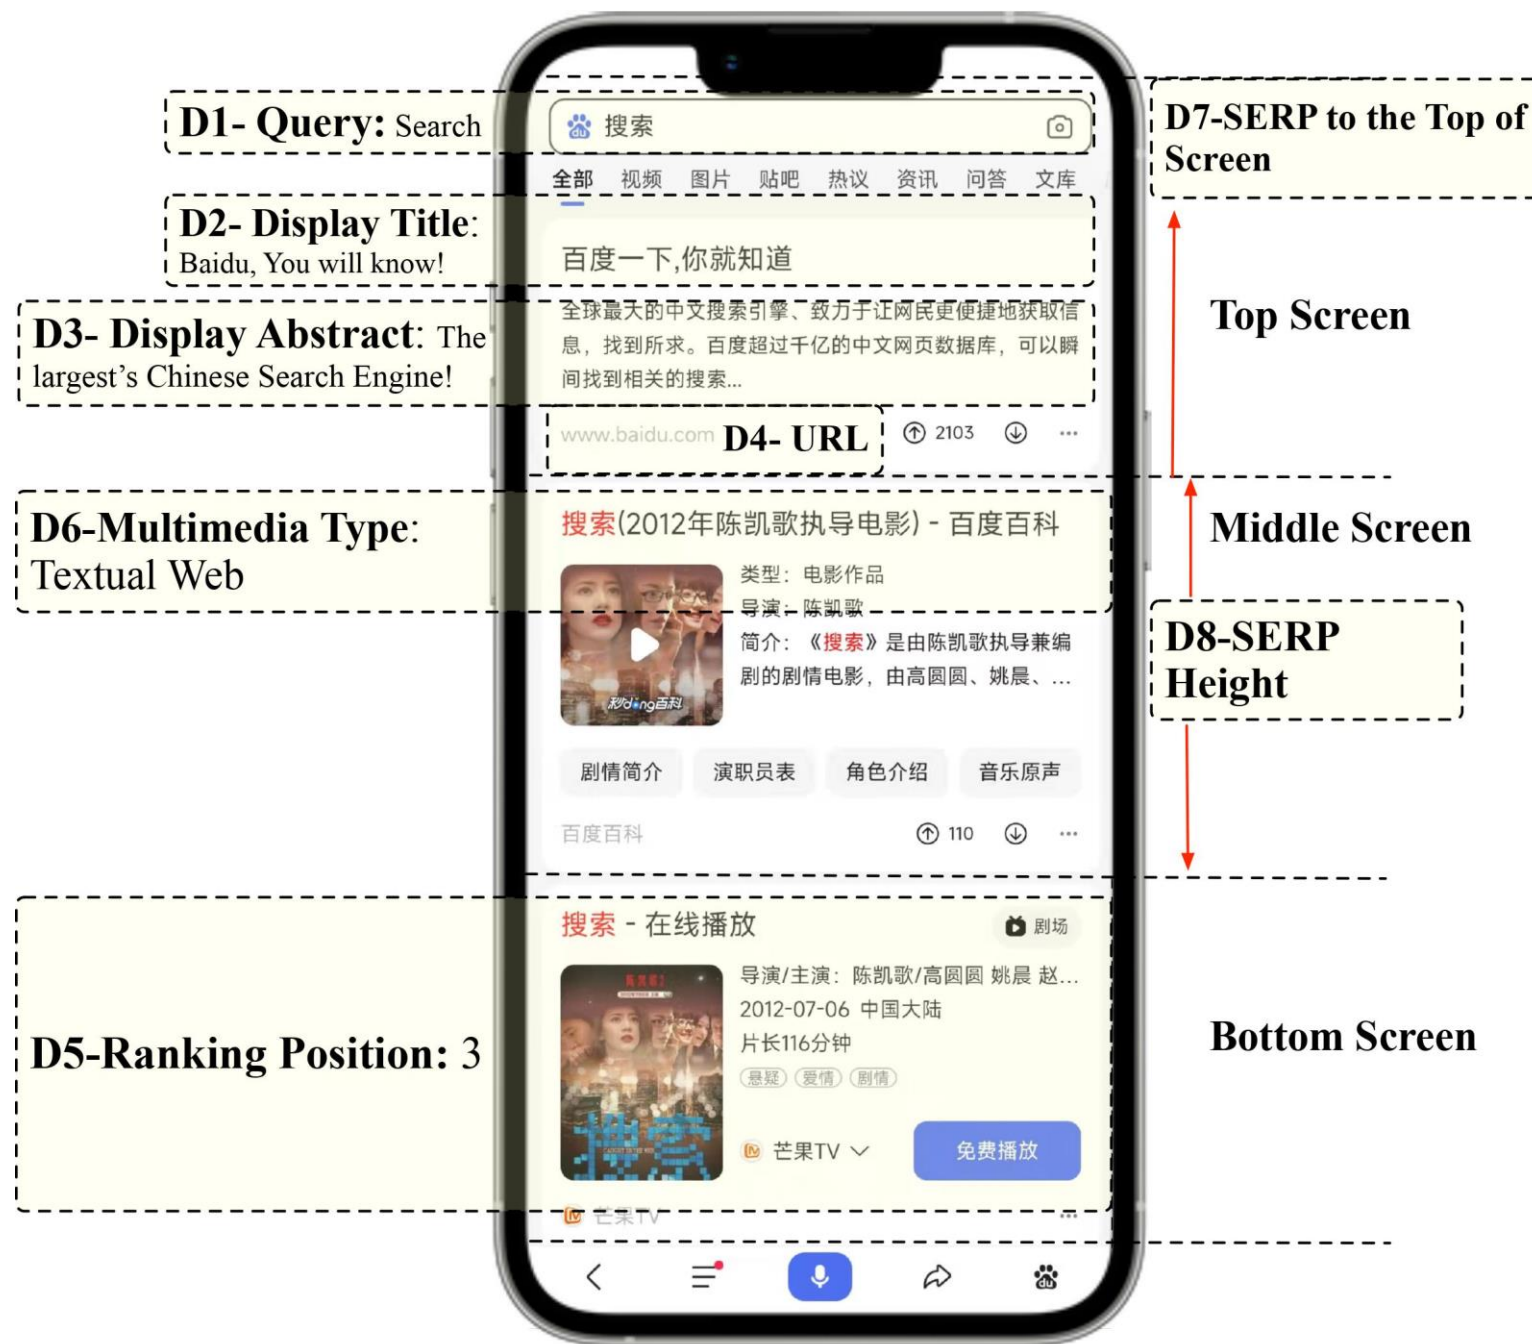 D1- Query: Search
搜索
D7-SERP to the Top of
Screen
全部 视频 图片 贴吧 热议 资讯 问答 文库
D2- Display Title:
Baidu, You will know!
百度一下,你就知道
D3- Display Abstract: The
largest's Chinese Search Engine!
全球最大的中文搜索引擎、致力于让网民更便捷地获取信
息，找到所求。百度超过千亿的中文网页数据库，可以瞬
间找到相关的搜索...
Top Screen
www.baidu.com D4- URL 2103 ...
D6-Multimedia Type:
Textual Web
搜索(2012年陈凯歌执导电影) - 百度百科
Middle Screen
类型：电影作品
导演：陈凯歌
简介：《搜索》是由陈凯歌执导兼编
剧的剧情电影，由高圆圆、姚晨、...
秒dong百科
D8-SERP
Height
剧情简介 演职员表 角色介绍 音乐原声
百度百科 110 ...
D5-Ranking Position: 3
搜索 - 在线播放 剧场
导演/主演：陈凯歌/高圆圆 姚晨 赵...
2012-07-06 中国大陆
片长116分钟
悬疑 爱情 剧情
搜索
芒果TV 免费播放
芒果TV ...
Bottom Screen
du